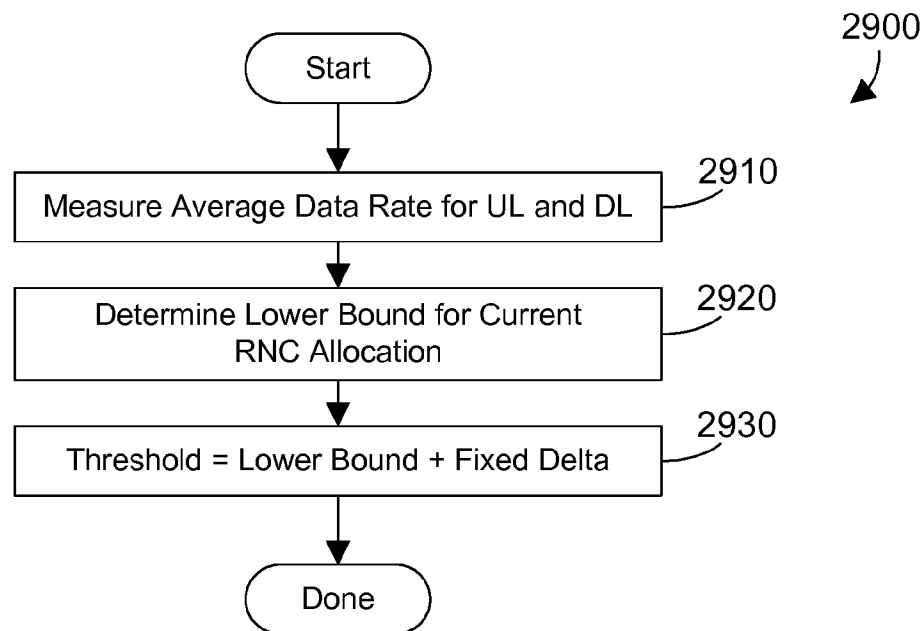 2900
Start
2910
Measure Average Data Rate for UL and DL
2920
Determine Lower Bound for Current
RNC Allocation
2930
Threshold = Lower Bound + Fixed Delta
Done